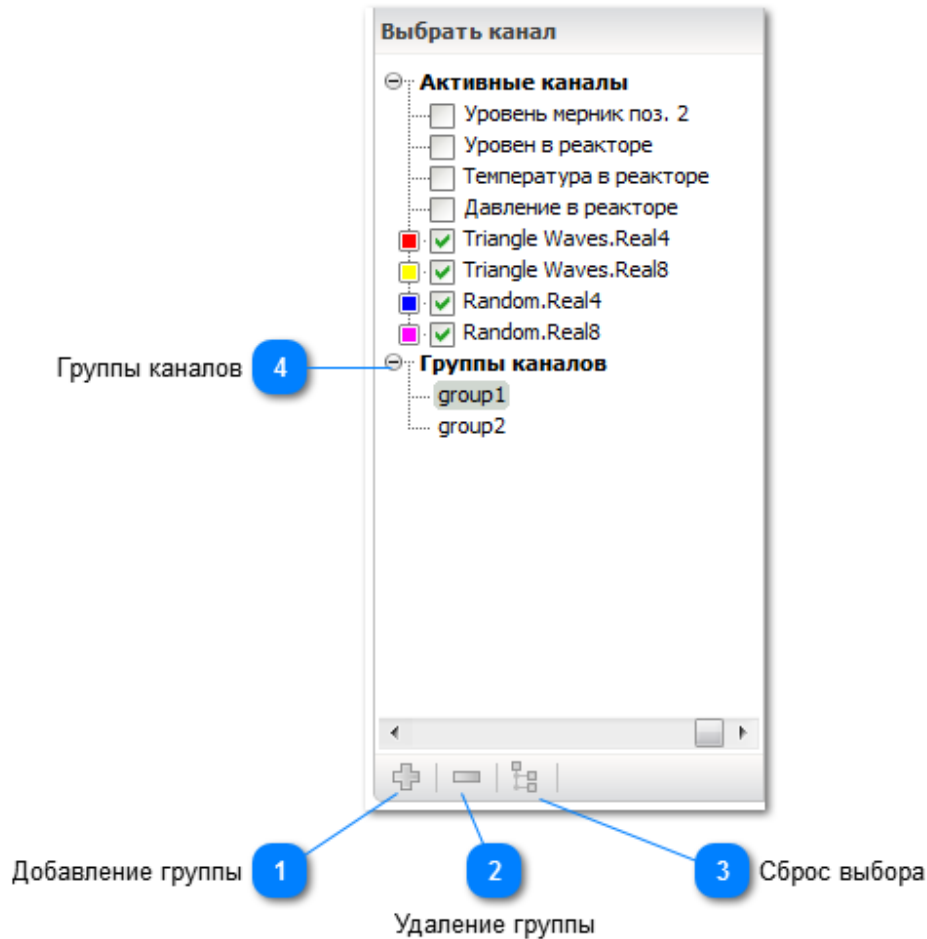 Выбрать канал
Активные каналы
Уровень мерник поз. 2
Уровен в реакторе
Температура в реакторе
Давление в реакторе
Triangle Waves.Real4
Triangle Waves.Real8
Random.Real4
Random.Real8
Группы каналов 4
Группы каналов
group1
group2
Добавление группы 1
2
3 Сброс выбора
Удаление группы